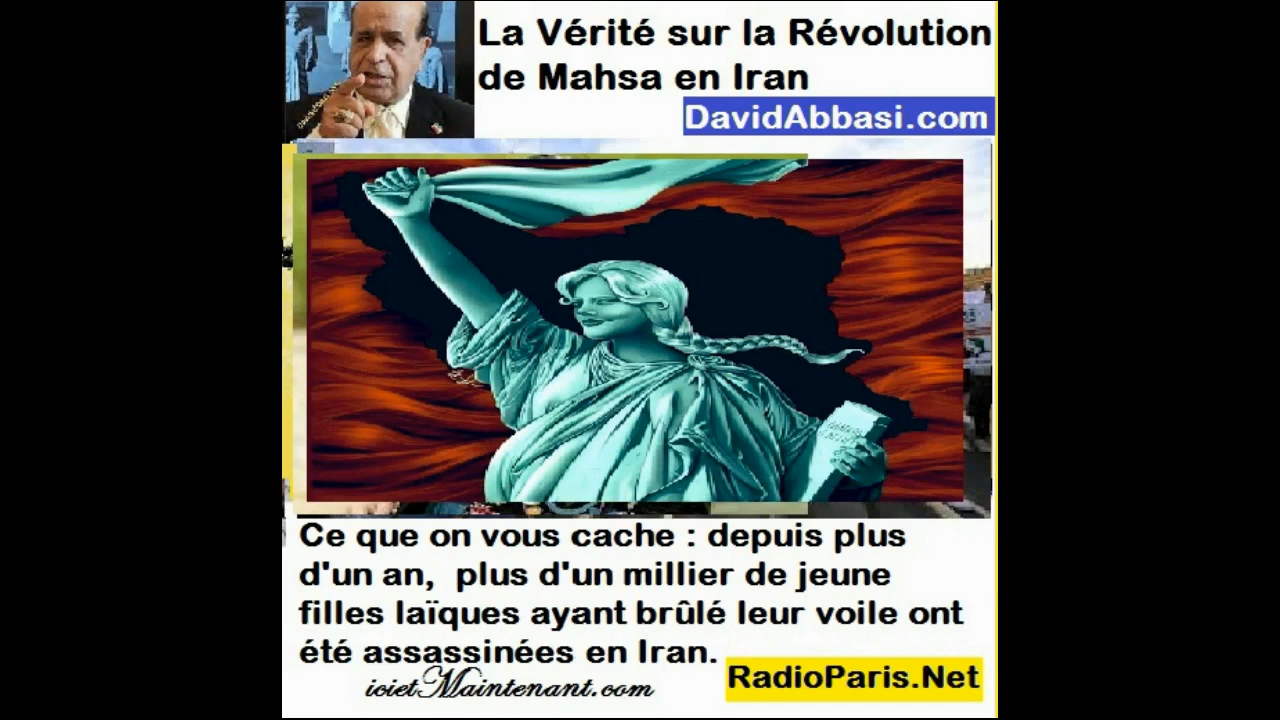 La Vérité sur la Révolution
de Mahsa en Iran
DavidAbbasi.com
Ce que on vous cache : depuis plus
d'un an, plus d'un millier de jeune
filles laïques ayant brûlé leur voile ont
été assassinées en Iran.
icietMaintenant.com
RadioParis.Net